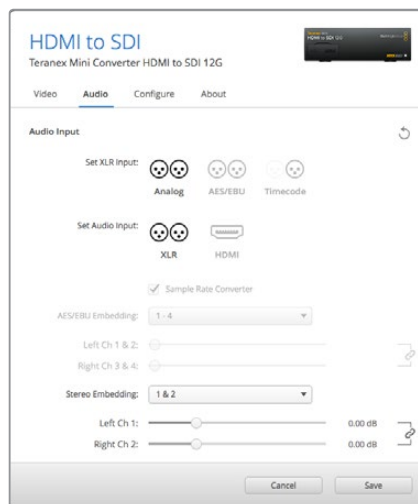 HDMI to SDI
Teranex Mini Converter HDMI to SDI 12G
Video Audio Configure About
Audio Input
Set XLR Input:
Analog AES/EBU Timecode
Set Audio Input:
XLR HDMI
Sample Rate Converter
AES/EBU Embedding: 1 - 4
Left Ch 1 & 2:
Right Ch 3 & 4:
Stereo Embedding: 1 & 2
Left Ch 1: 0.00 dB
Right Ch 2: 0.00 dB
Cancel Save